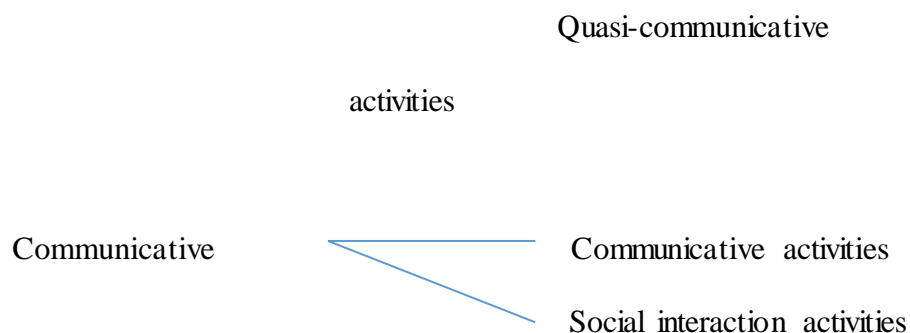 Quasi-communicative
activities
Communicative Communicative activities
Social interaction activities